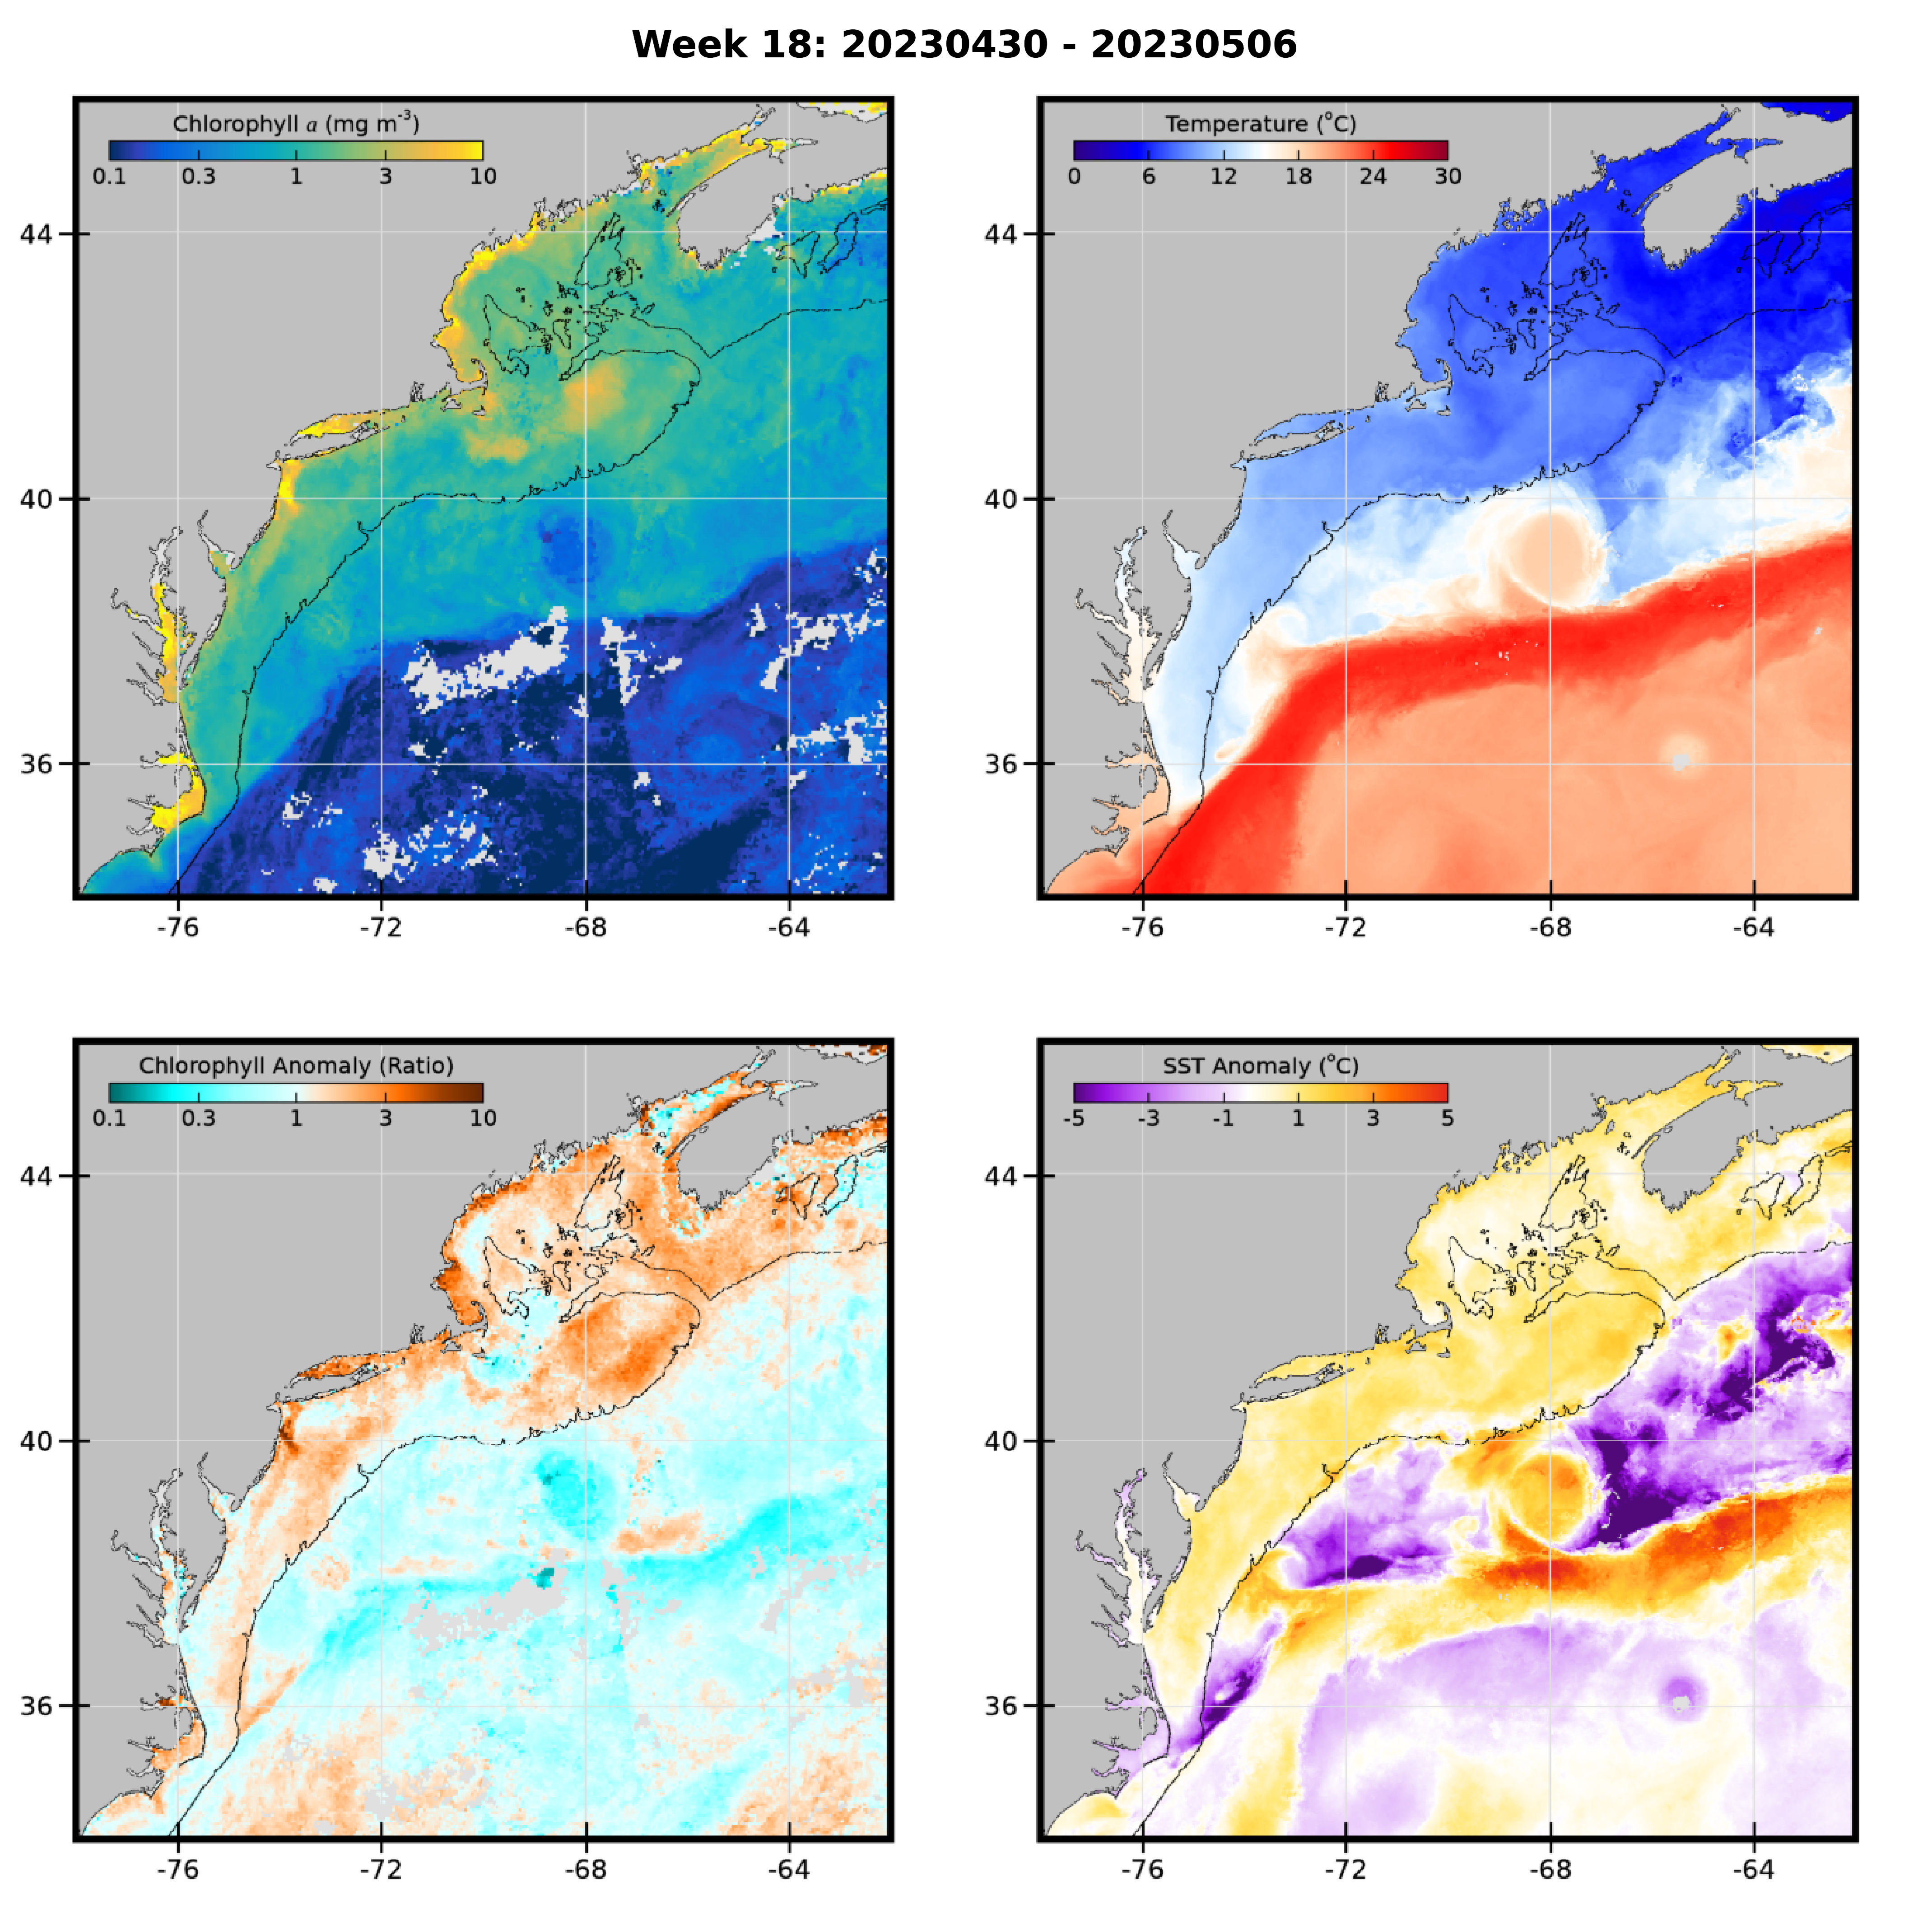 Week 18: 20230430 - 20230506
Chlorophyll a (mg m⁻³)
0.1 0.3 1 3 10
44
40
36
-76 -72 -68 -64
Temperature (°C)
0 6 12 18 24 30
44
40
36
-76 -72 -68 -64
Chlorophyll Anomaly (Ratio)
0.1 0.3 1 3 10
44
40
36
-76 -72 -68 -64
SST Anomaly (°C)
-5 -3 -1 1 3 5
44
40
36
-76 -72 -68 -64